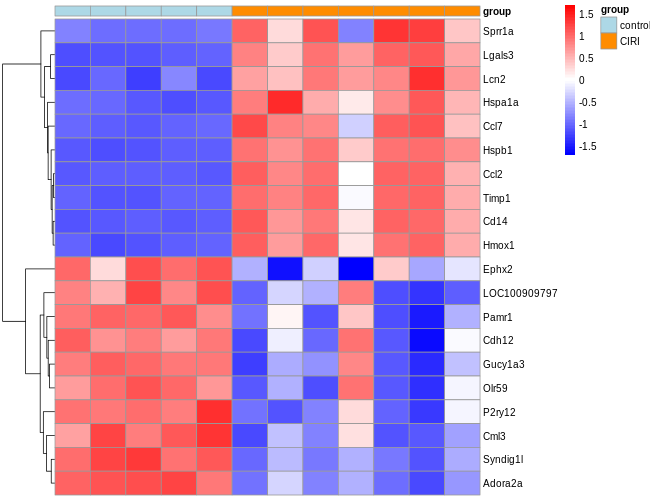 group
Sprr1a
Lgals3
Lcn2
Hspa1a
Ccl7
Hspb1
Ccl2
Timp1
Cd14
Hmox1
Ephx2
LOC100909797
Pamr1
Cdh12
Gucy1a3
Olr59
P2ry12
Cml3
Syndig1l
Adora2a
1.5
1
0.5
0
-0.5
-1
-1.5
group
control
CIRI